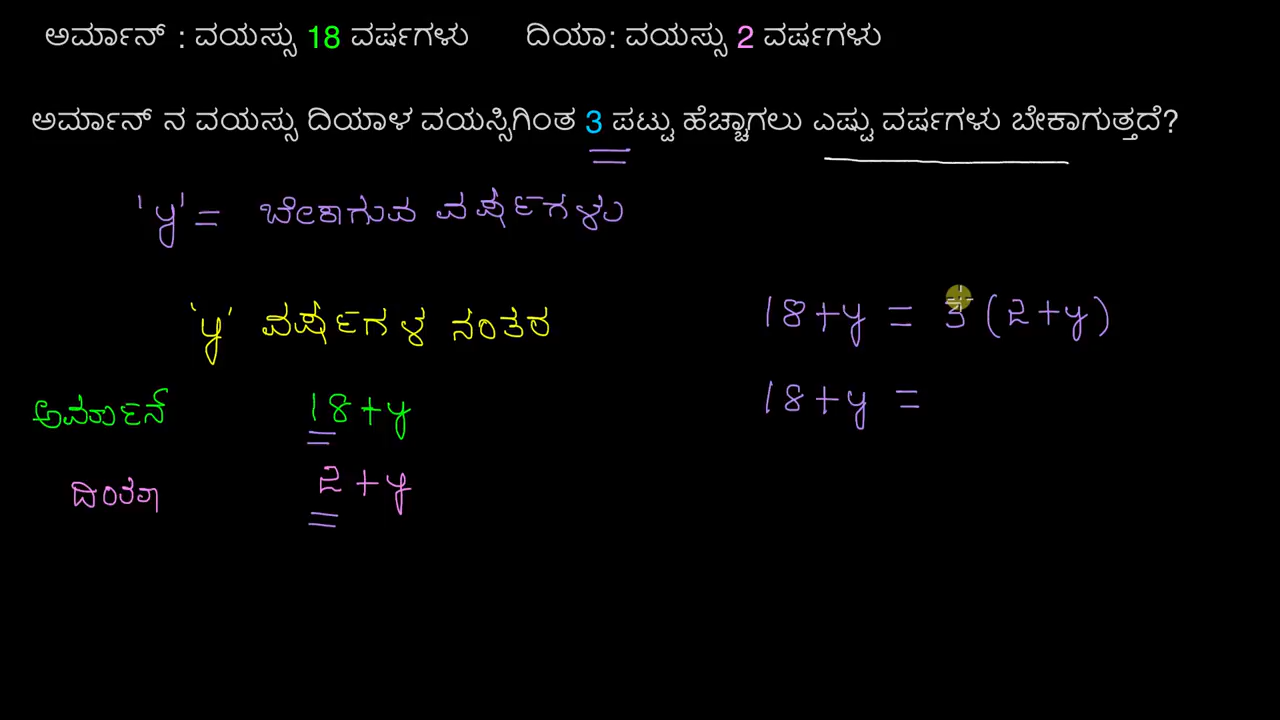 ಅರ್ಮಾನ್ : ವಯಸ್ಸು 18 ವರ್ಷಗಳು ದಿಯಾ: ವಯಸ್ಸು 2 ವರ್ಷಗಳು
ಅರ್ಮಾನ್ ನ ವಯಸ್ಸು ದಿಯಾಳ ವಯಸ್ಸಿಗಿಂತ 3 ಪಟ್ಟು ಹೆಚ್ಚಾಗಲು ಎಷ್ಟು ವರ್ಷಗಳು ಬೇಕಾಗುತ್ತದೆ?
'y' = ಬೇಕಾಗುವ ವರ್ಷಗಳು
'y' ವರ್ಷಗಳ ನಂತರ
18+y = 3 (2+y)
ಅರ್ಮಾನ್ 18+y
18+y =
ದಿಯಾ 2+y